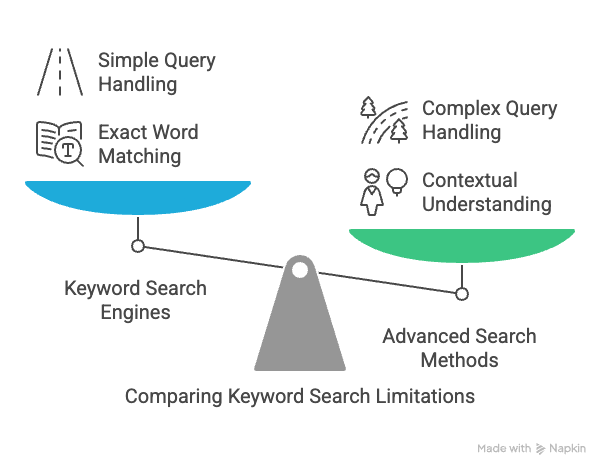 Simple Query
Handling
Exact Word
Matching
Complex Query
Handling
Contextual
Understanding
Keyword Search
Engines
Advanced Search
Methods
Comparing Keyword Search Limitations
Made with Napkin